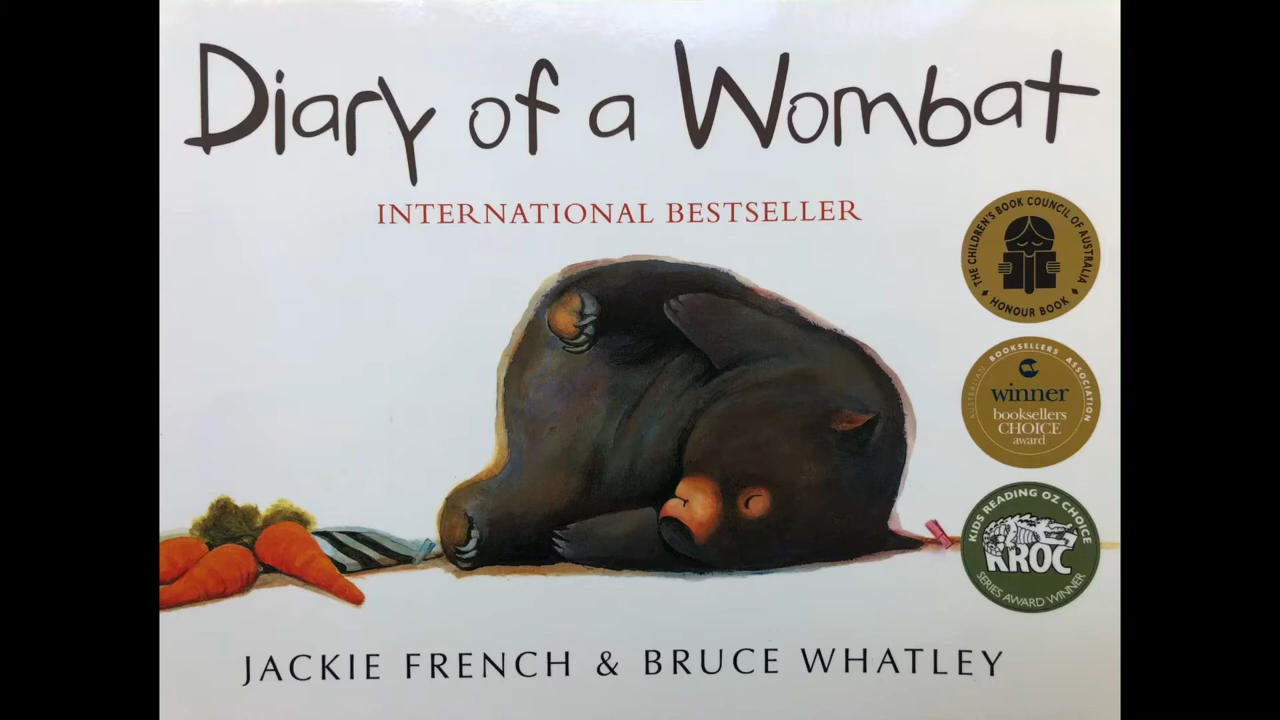 Diary of a Wombat
INTERNATIONAL BESTSELLER
THE CHILDREN'S BOOK COUNCIL OF AUSTRALIA
HONOUR BOOK
AUSTRALIAN BOOKSELLERS ASSOCIATION
winner
booksellers
CHOICE
award
KIDS READING OZ CHOICE
KROC
SERIES AWARD WINNER
JACKIE FRENCH & BRUCE WHATLEY